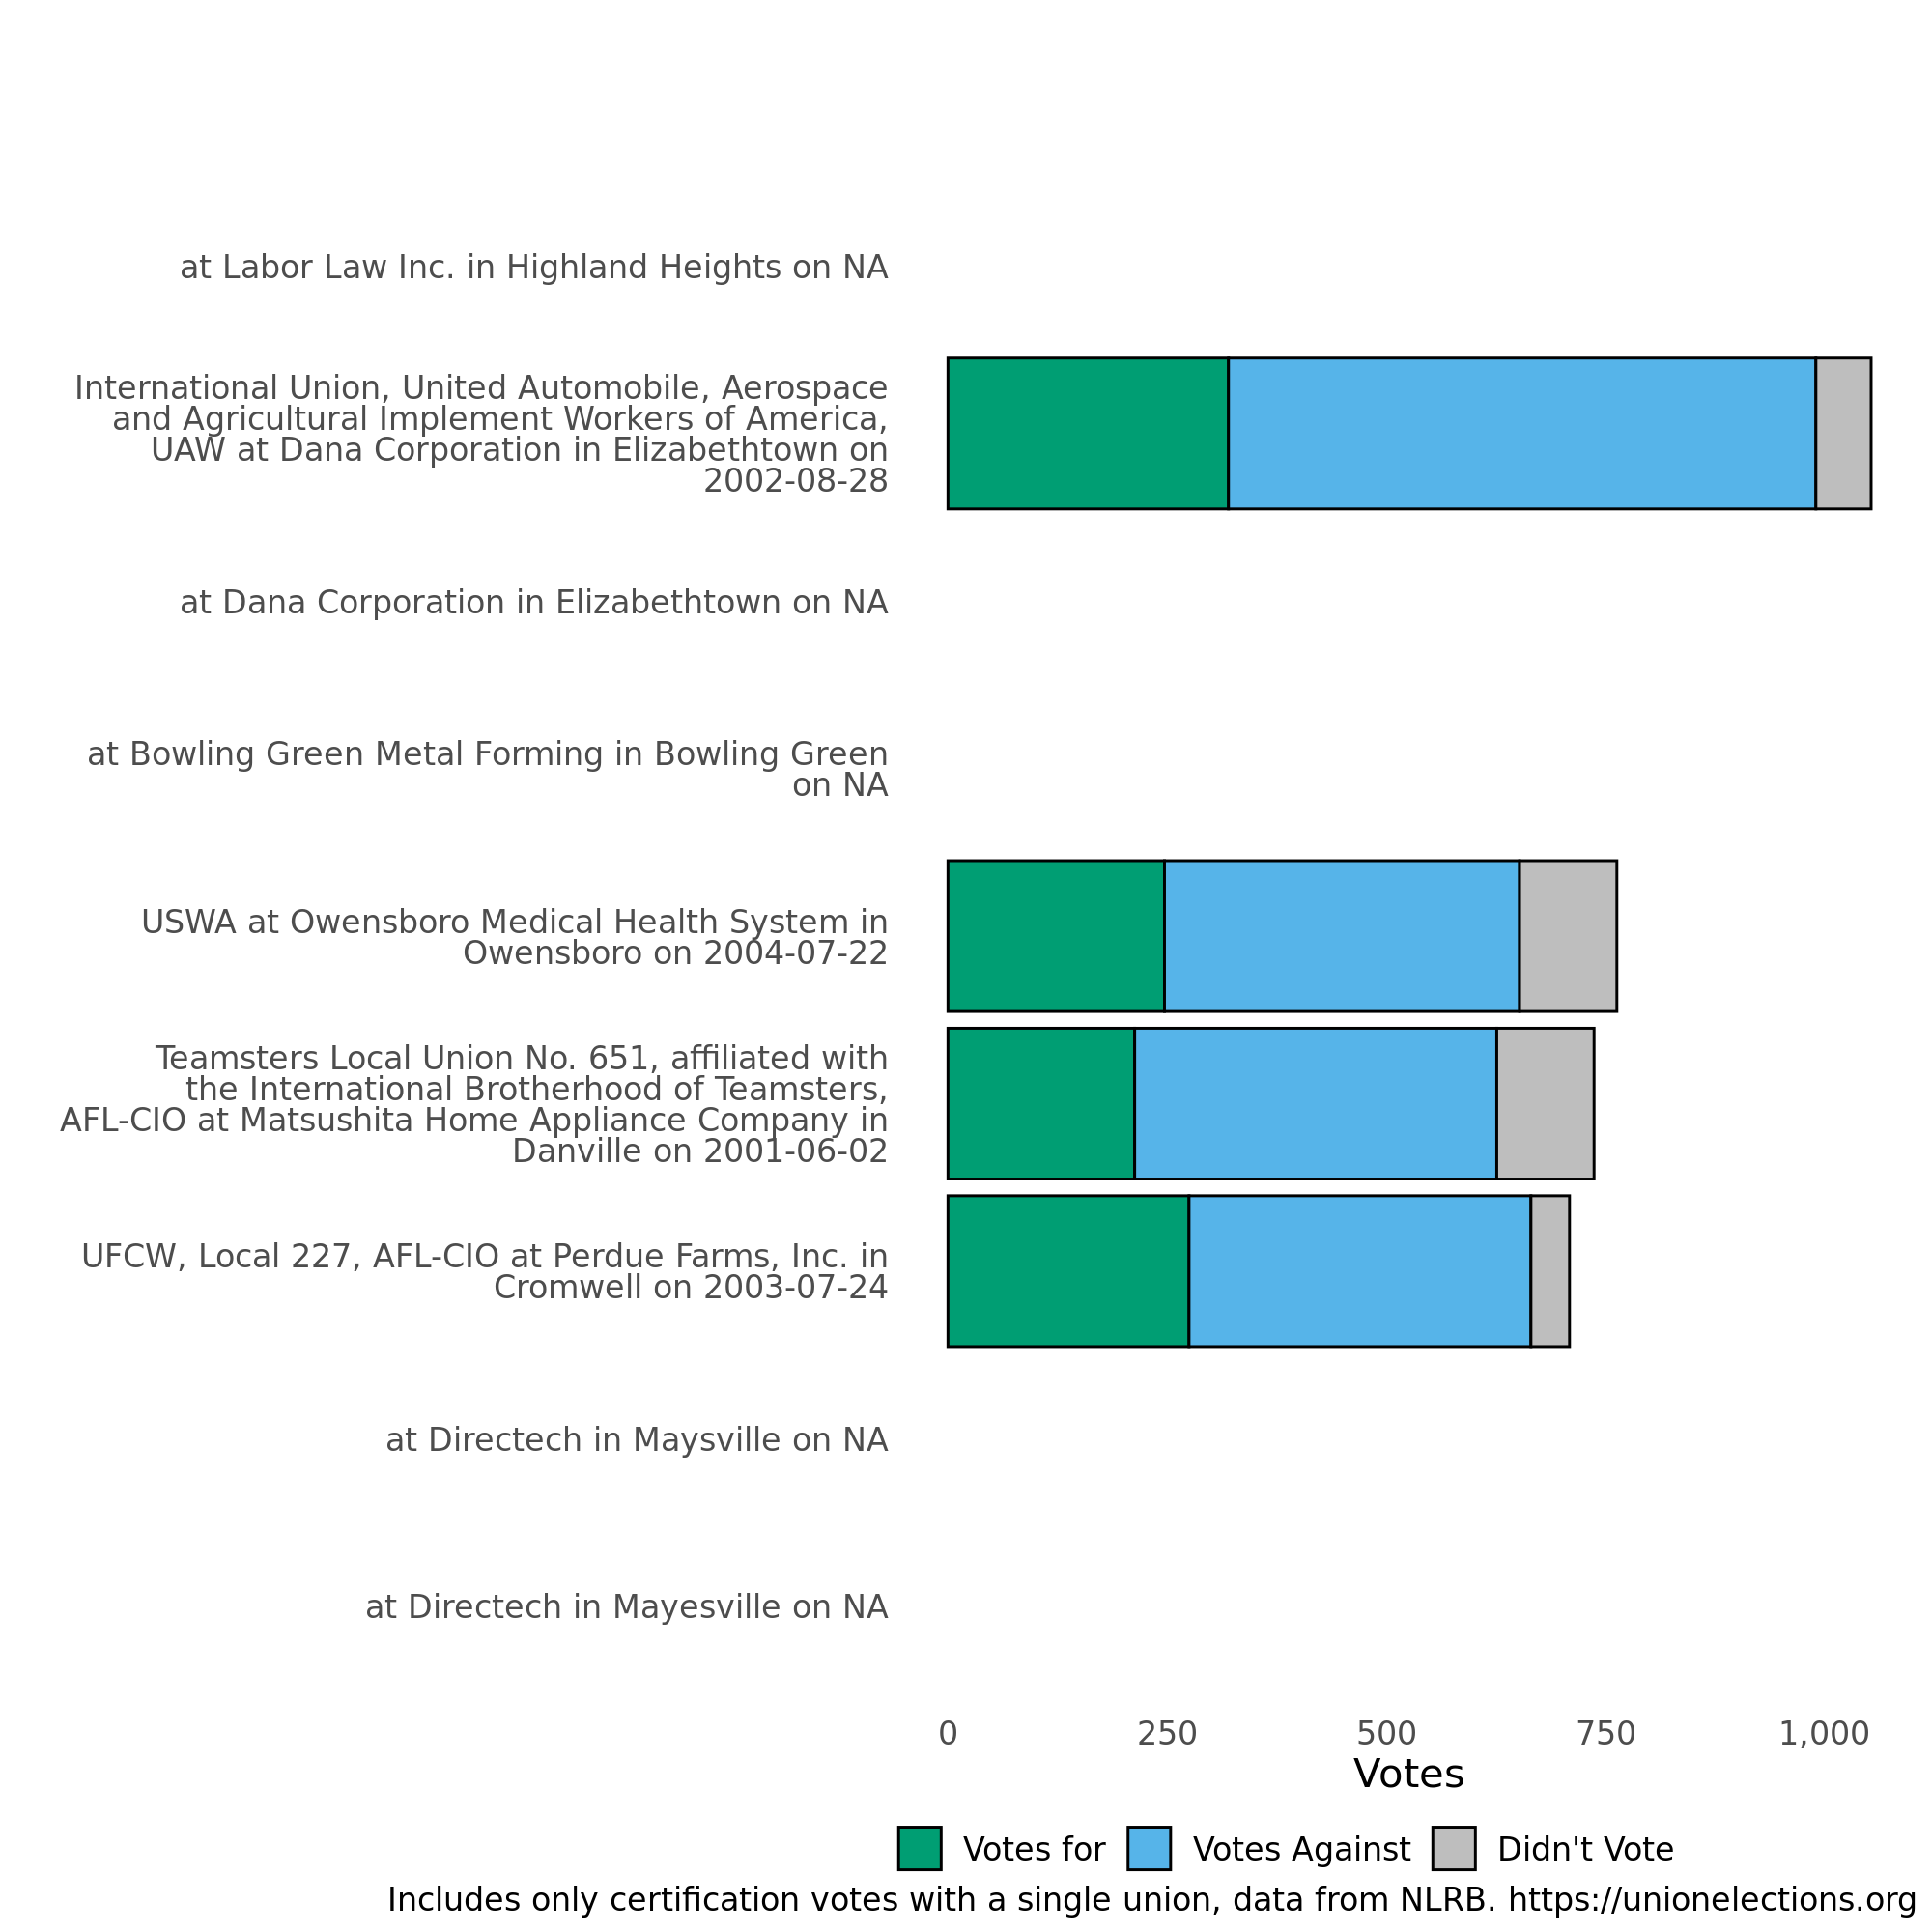 at Labor Law Inc. in Highland Heights on NA
International Union, United Automobile, Aerospace
and Agricultural Implement Workers of America,
UAW at Dana Corporation in Elizabethtown on
2002-08-28
at Dana Corporation in Elizabethtown on NA
at Bowling Green Metal Forming in Bowling Green
on NA
USWA at Owensboro Medical Health System in
Owensboro on 2004-07-22
Teamsters Local Union No. 651, affiliated with
the International Brotherhood of Teamsters,
AFL-CIO at Matsushita Home Appliance Company in
Danville on 2001-06-02
UFCW, Local 227, AFL-CIO at Perdue Farms, Inc. in
Cromwell on 2003-07-24
at Directech in Maysville on NA
at Directech in Mayesville on NA
0 250 500 750 1,000
Votes
Votes for Votes Against Didn't Vote
Includes only certification votes with a single union, data from NLRB. https://unionelections.org